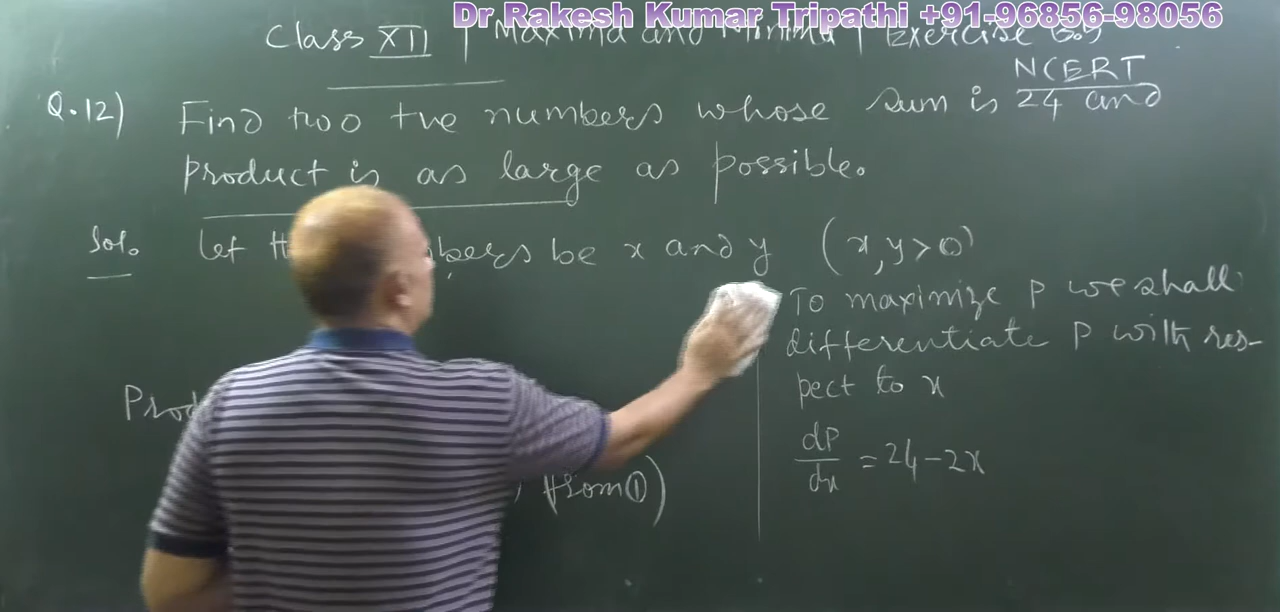 Dr Rakesh Kumar Tripathi +91-96856-98056
Class XII | Maxima and Minima | Exercise
NCERT
Q.12) Find two +ve numbers whose sum is 24 and
product is as large as possible.
Sol. Let be x and y (x,y>0)
To maximize P we shall
differentiate P with res-
pect to x
dP/dx = 24-2x
from ①)